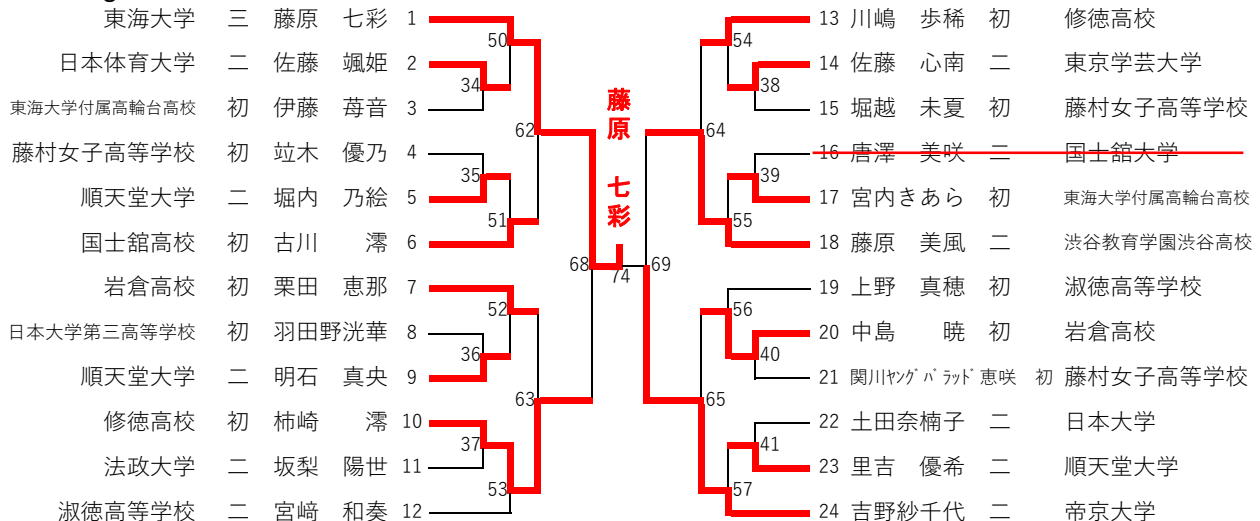 東海大学 三 藤原 七彩 1
日本体育大学 二 佐藤 颯姫 2
東海大学付属高輪台高校 初 伊藤 苺音 3
藤村女子高等学校 初 竝木 優乃 4
順天堂大学 二 堀内 乃絵 5
国士舘高校 初 古川 澪 6
岩倉高校 初 栗田 恵那 7
日本大学第三高等学校 初 羽田野洸華 8
順天堂大学 二 明石 真央 9
修徳高校 初 柿崎 澪 10
法政大学 二 坂梨 陽世 11
淑徳高等学校 二 宮﨑 和奏 12
50
34
62
35
51
68
52
36
63
37
53
藤原 七彩
74
69
54
38
64
39
55
56
40
65
41
57
13 川嶋 歩稀 初 修徳高校
14 佐藤 心南 二 東京学芸大学
15 堀越 未夏 初 藤村女子高等学校
16 唐澤 美咲 二 国士舘大学
17 宮内きあら 初 東海大学付属高輪台高校
18 藤原 美風 二 渋谷教育学園渋谷高校
19 上野 真穂 初 淑徳高等学校
20 中島 暁 初 岩倉高校
21 関川ヤングバラッド恵咲 初 藤村女子高等学校
22 土田奈楠子 二 日本大学
23 里吉 優希 二 順天堂大学
24 吉野紗千代 二 帝京大学